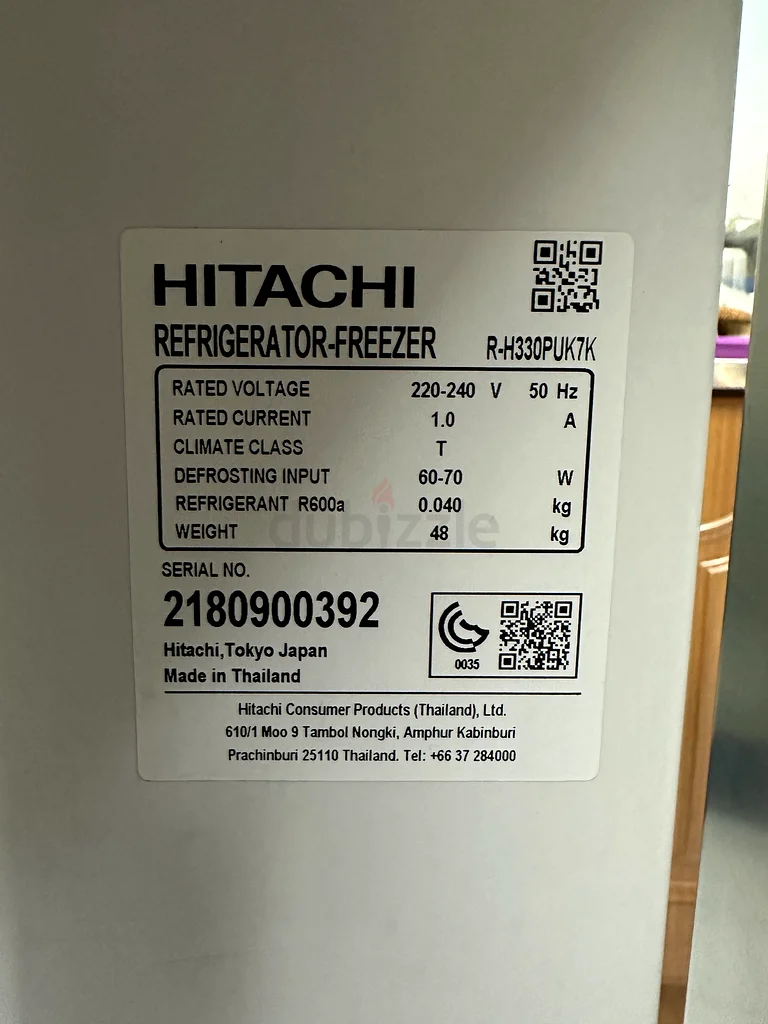 HITACHI
REFRIGERATOR-FREEZER R-H330PUK7K
RATED VOLTAGE 220-240 V 50 Hz
RATED CURRENT 1.0 A
CLIMATE CLASS T
DEFROSTING INPUT 60-70 W
REFRIGERANT R600a 0.040 kg
WEIGHT 48 kg
dubizzle
SERIAL NO.
2180900392
0035
Hitachi,Tokyo Japan
Made in Thailand
Hitachi Consumer Products (Thailand), Ltd.
610/1 Moo 9 Tambol Nongki, Amphur Kabinburi
Prachinburi 25110 Thailand. Tel: +66 37 284000